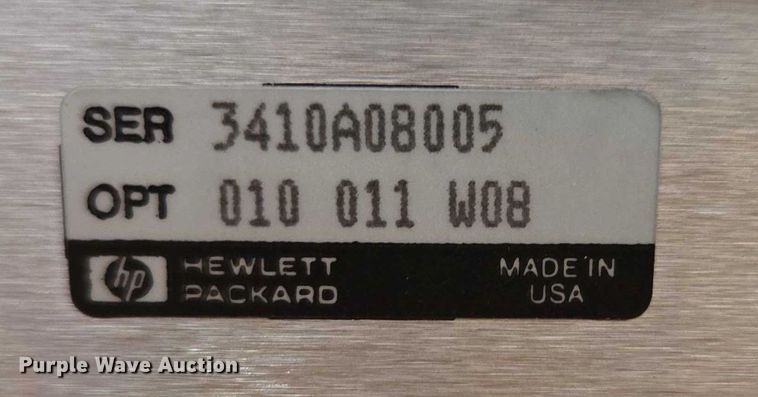 SER 3410A08005
OPT 010 011 W08
hp HEWLETT PACKARD MADE IN USA
Purple Wave Auction